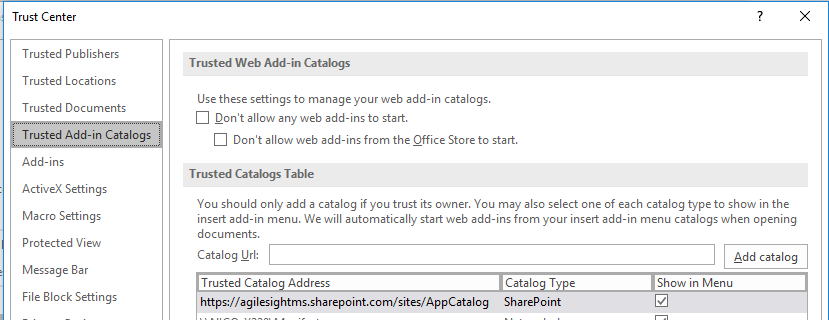 Trust Center
?
Trusted Publishers
Trusted Locations
Trusted Documents
Trusted Add-in Catalogs
Add-ins
ActiveX Settings
Macro Settings
Protected View
Message Bar
File Block Settings
Trusted Web Add-in Catalogs
Use these settings to manage your web add-in catalogs.
Don't allow any web add-ins to start.
Don't allow web add-ins from the Office Store to start.
Trusted Catalogs Table
You should only add a catalog if you trust its owner. You may also select one of each catalog type to show in the
insert add-in menu. We will automatically start web add-ins from your insert add-in menu catalogs when opening
documents.
Catalog Url:
Add catalog
Trusted Catalog Address Catalog Type Show in Menu
https://agilesightms.sharepoint.com/sites/AppCatalog SharePoint